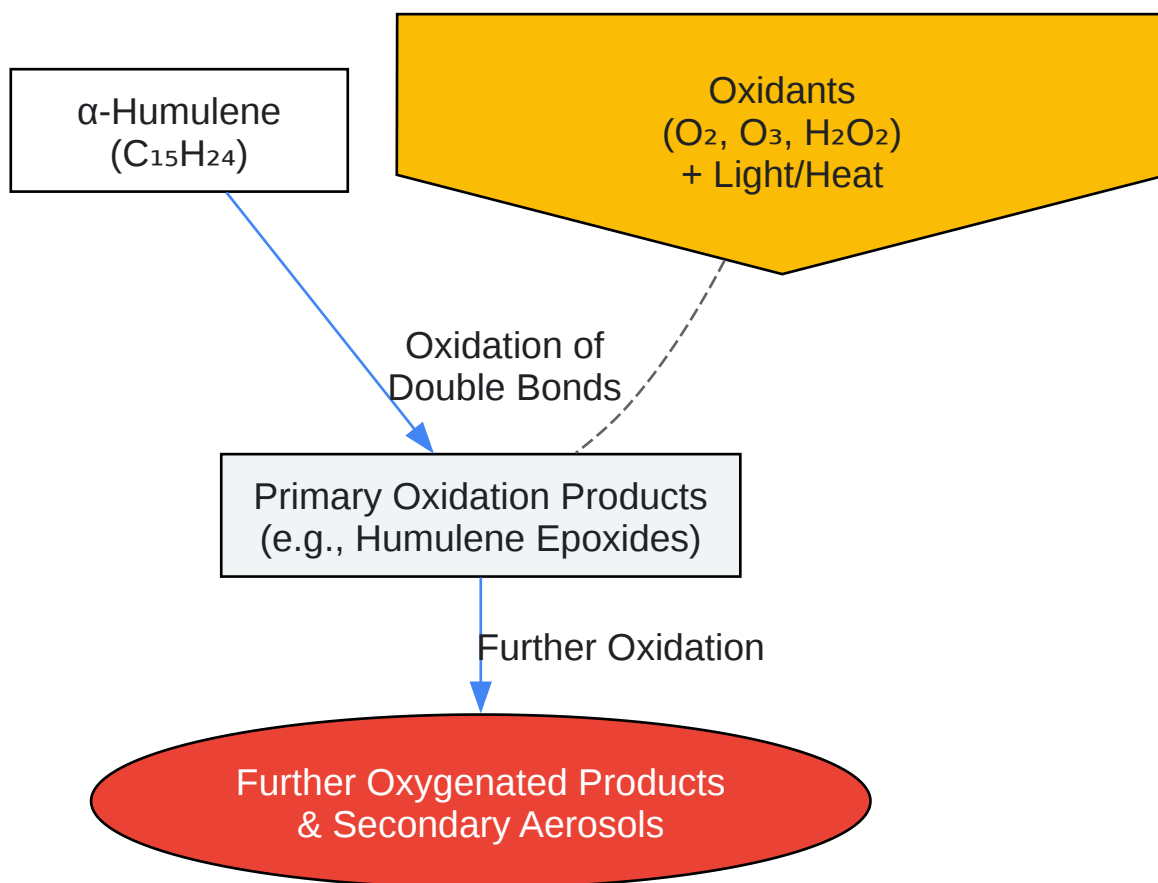 α-Humulene
(C₁₅H₂₄)
Oxidants
(O₂, O₃, H₂O₂)
+ Light/Heat
Oxidation of
Double Bonds
Primary Oxidation Products
(e.g., Humulene Epoxides)
Further Oxidation
Further Oxygenated Products
& Secondary Aerosols